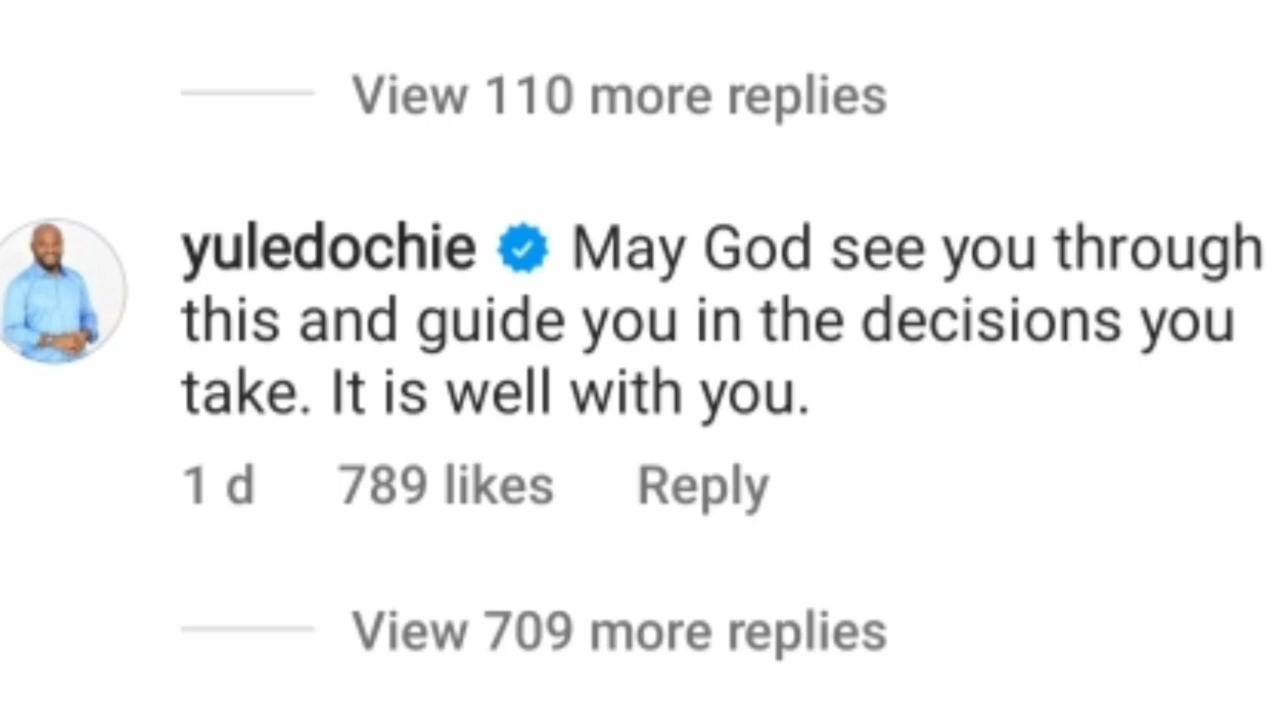 View 110 more replies
yuledochie May God see you through
this and guide you in the decisions you
take. It is well with you.
1 d 789 likes Reply
View 709 more replies